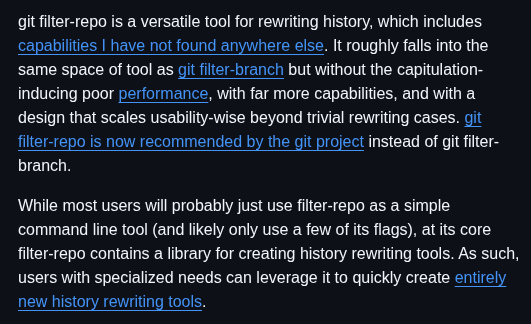 git filter-repo is a versatile tool for rewriting history, which includes
capabilities I have not found anywhere else. It roughly falls into the
same space of tool as git filter-branch but without the capitulation-
inducing poor performance, with far more capabilities, and with a
design that scales usability-wise beyond trivial rewriting cases. git
filter-repo is now recommended by the git project instead of git filter-
branch.
While most users will probably just use filter-repo as a simple
command line tool (and likely only use a few of its flags), at its core
filter-repo contains a library for creating history rewriting tools. As such,
users with specialized needs can leverage it to quickly create entirely
new history rewriting tools.